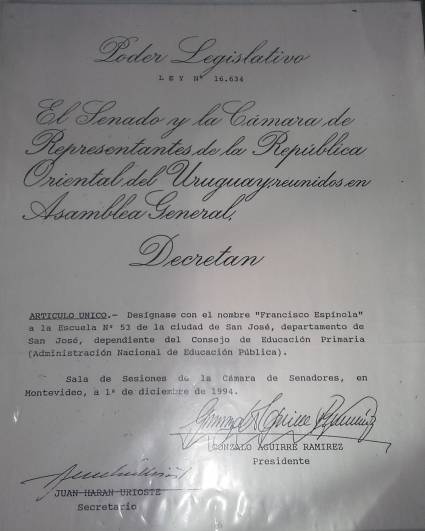 Poder Legislativo
LEY Nº 16.634
El Senado y la Cámara de
Representantes de la República
Oriental del Uruguay, reunidos en
Asamblea General,
Decretan
ARTICULO UNICO.- Desígnase con el nombre "Francisco Espínola"
a la Escuela Nº 53 de la ciudad de San José, departamento de
San José, dependiente del Consejo de Educación Primaria
(Administración Nacional de Educación Pública).
Sala de Sesiones de la Cámara de Senadores, en
Montevideo, a 1º de diciembre de 1994.
GONZALO AGUIRRE RAMIREZ
Presidente
JUAN HARAN URIOSTE
Secretario